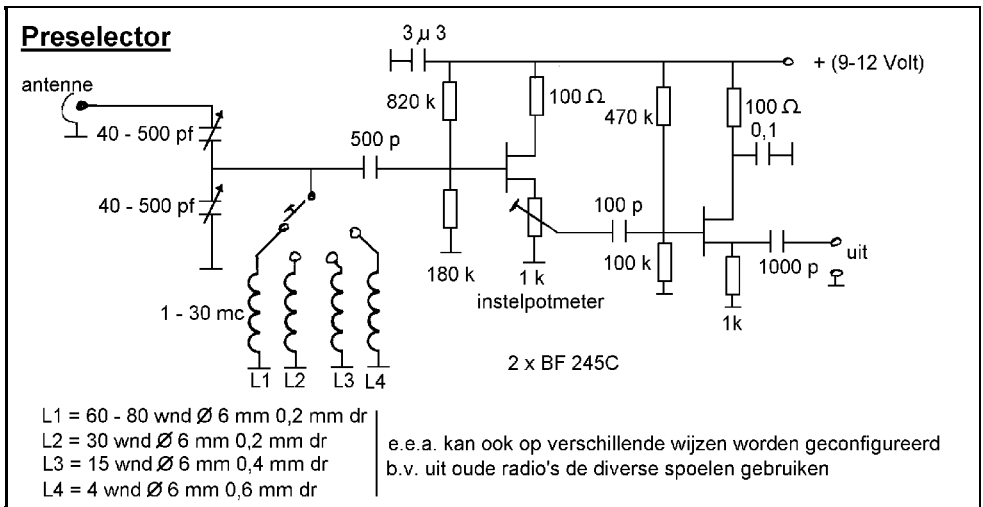 Preselector
3 µ 3
+ (9-12 Volt)
antenne
820 k
100 Ω
470 k
100 Ω
40 - 500 pf
500 p
0,1
40 - 500 pf
100 p
180 k
1 k
100 k
1000 p
uit
instelpotmeter
1 - 30 mc
1k
2 x BF 245C
L1 L2 L3 L4
L1 = 60 - 80 wnd Ø 6 mm 0,2 mm dr
L2 = 30 wnd Ø 6 mm 0,2 mm dr
L3 = 15 wnd Ø 6 mm 0,4 mm dr
L4 = 4 wnd Ø 6 mm 0,6 mm dr
e.e.a. kan ook op verschillende wijzen worden geconfigureerd
b.v. uit oude radio's de diverse spoelen gebruiken